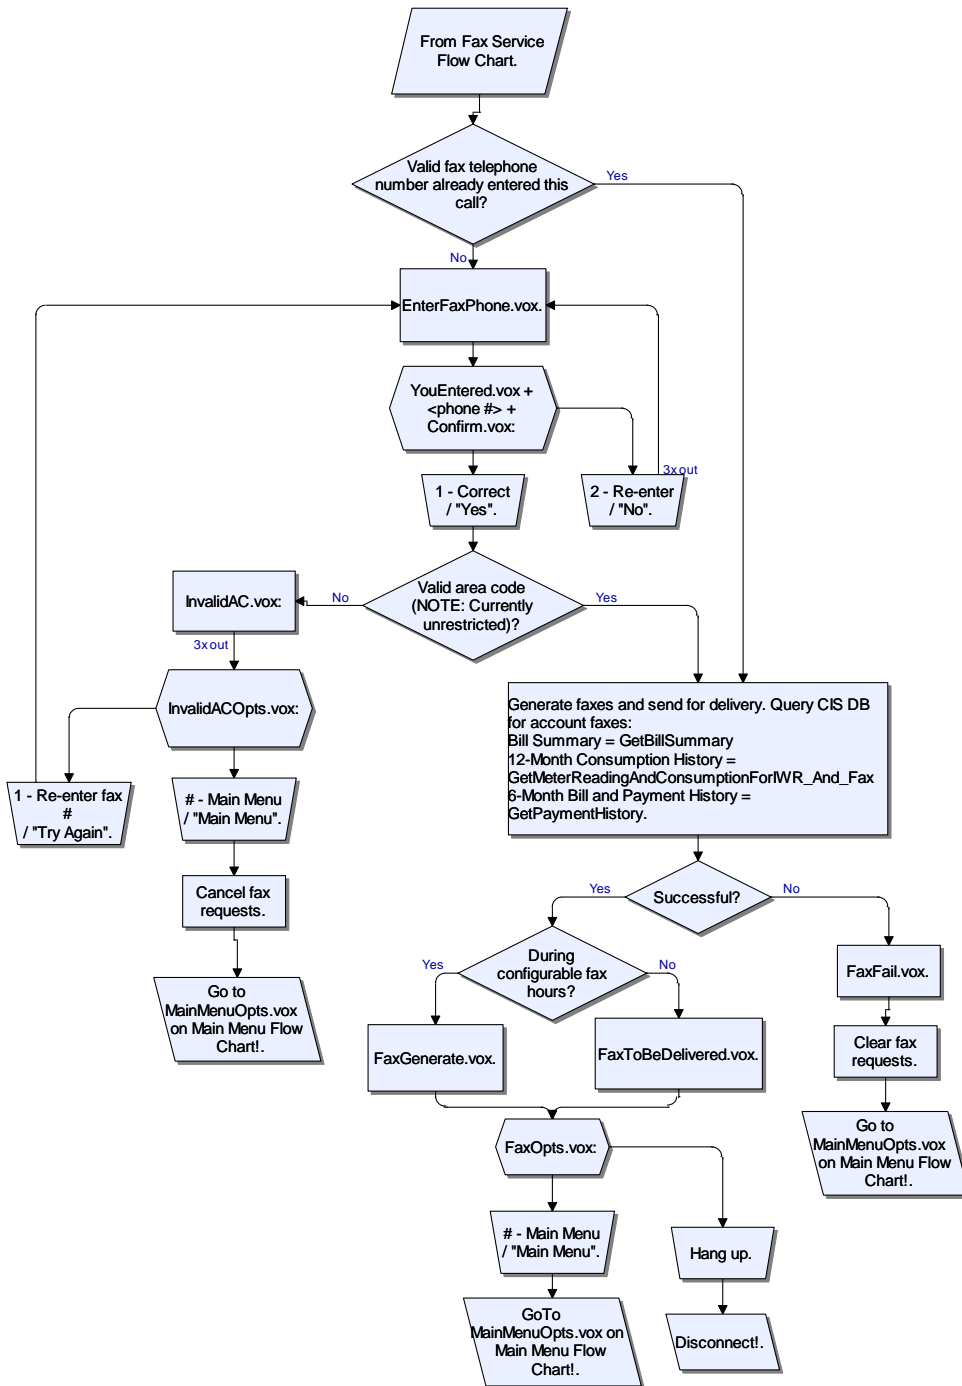 From Fax Service
Flow Chart.
Valid fax telephone
number already entered this
call?
Yes
No
EnterFaxPhone.vox.
YouEntered.vox +
<phone #> +
Confirm.vox:
3x out
1 - Correct
/ "Yes".
2 - Re-enter
/ "No".
Valid area code
(NOTE: Currently
unrestricted)?
No
Yes
InvalidAC.vox:
3x out
InvalidACOpts.vox:
1 - Re-enter fax
#
/ "Try Again".
# - Main Menu
/ "Main Menu".
Cancel fax
requests.
Go to
MainMenuOpts.vox
on Main Menu Flow
Chart!.
Generate faxes and send for delivery. Query CIS DB
for account faxes:
Bill Summary = GetBillSummary
12-Month Consumption History =
GetMeterReadingAndConsumptionForIWR_And_Fax
6-Month Bill and Payment History =
GetPaymentHistory.
Successful?
Yes
No
During
configurable fax
hours?
Yes
No
FaxFail.vox.
FaxGenerate.vox.
FaxToBeDelivered.vox.
Clear fax
requests.
Go to
MainMenuOpts.vox
on Main Menu Flow
Chart!.
FaxOpts.vox:
# - Main Menu
/ "Main Menu".
Hang up.
GoTo
MainMenuOpts.vox on
Main Menu Flow
Chart!.
Disconnect!.